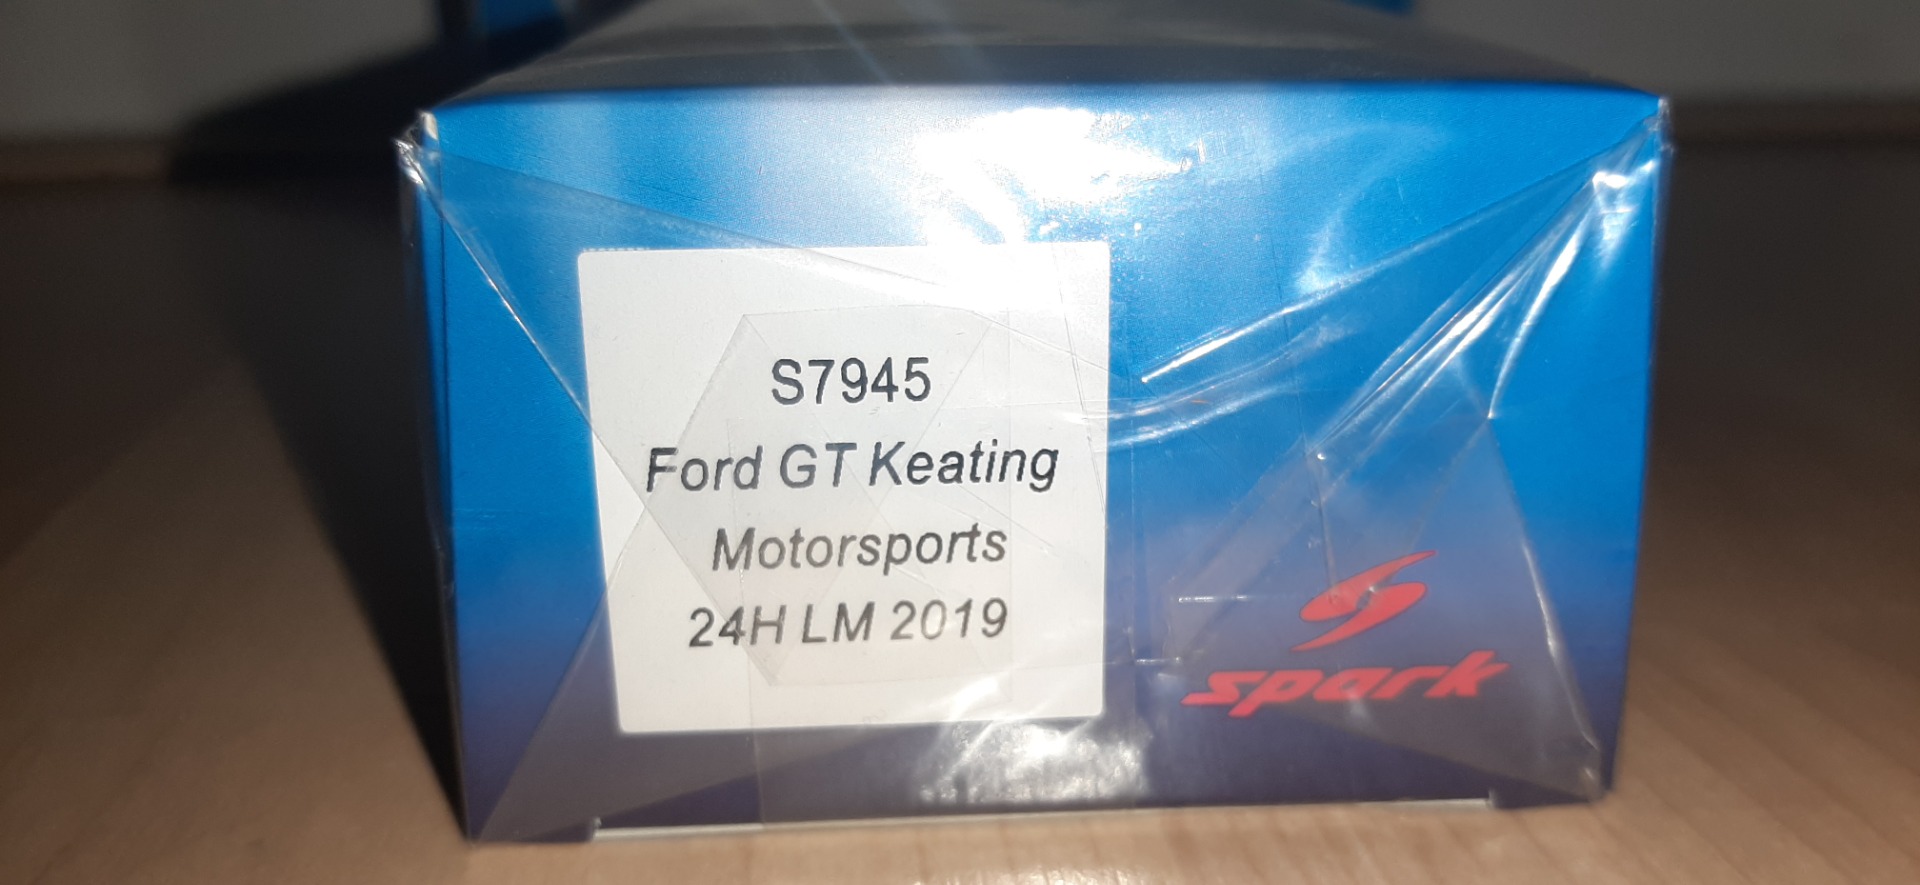 S7945
Ford GT Keating
Motorsports
24H LM 2019
spark